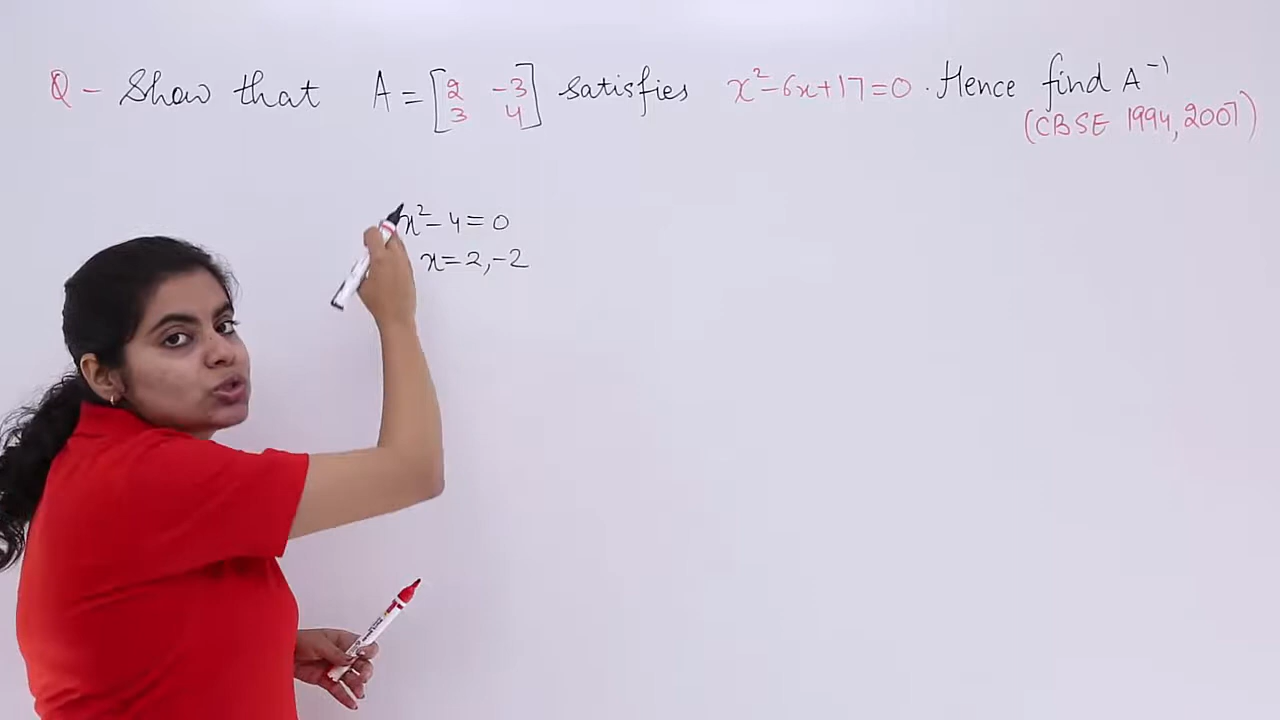 Q - Show that A = [2 -3 satisfies x²-6x+17=0. Hence find A⁻¹
3 4]
(CBSE 1994, 2007)
x²-4=0
x=2,-2